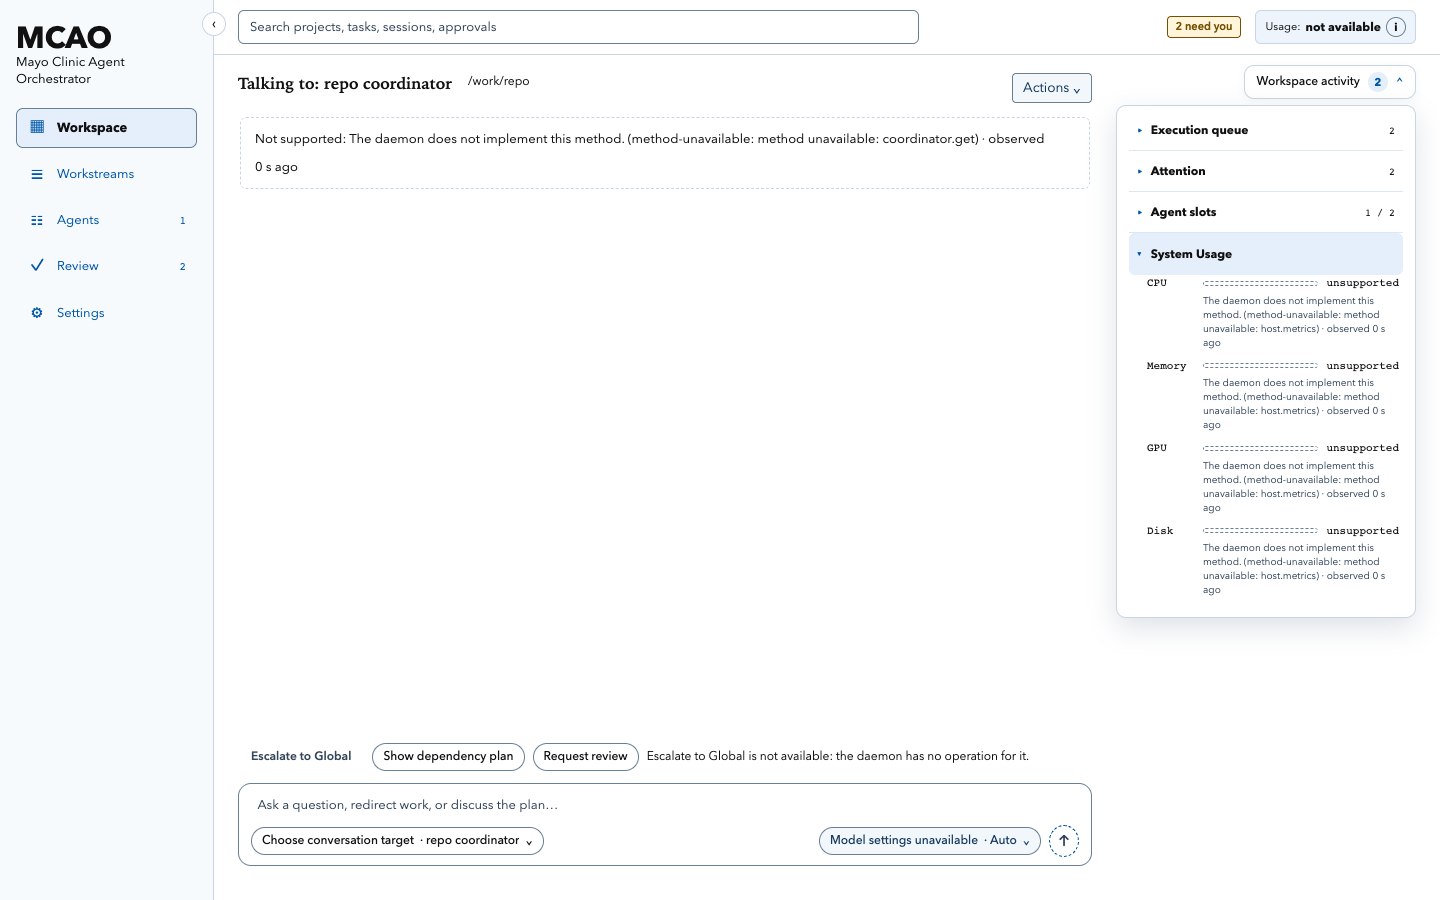 MCAO
Mayo Clinic Agent
Orchestrator
Workspace
Workstreams
Agents 1
Review 2
Settings
Search projects, tasks, sessions, approvals
2 need you
Usage: not available i
Talking to: repo coordinator /work/repo
Actions
Not supported: The daemon does not implement this method. (method-unavailable: method unavailable: coordinator.get) · observed
0 s ago
Workspace activity 2
Execution queue 2
Attention 2
Agent slots 1 / 2
System Usage
CPU unsupported
The daemon does not implement this
method. (method-unavailable: method
unavailable: host.metrics) · observed 0 s
ago
Memory unsupported
The daemon does not implement this
method. (method-unavailable: method
unavailable: host.metrics) · observed 0 s
ago
GPU unsupported
The daemon does not implement this
method. (method-unavailable: method
unavailable: host.metrics) · observed 0 s
ago
Disk unsupported
The daemon does not implement this
method. (method-unavailable: method
unavailable: host.metrics) · observed 0 s
ago
Escalate to Global Show dependency plan Request review Escalate to Global is not available: the daemon has no operation for it.
Ask a question, redirect work, or discuss the plan…
Choose conversation target · repo coordinator
Model settings unavailable · Auto